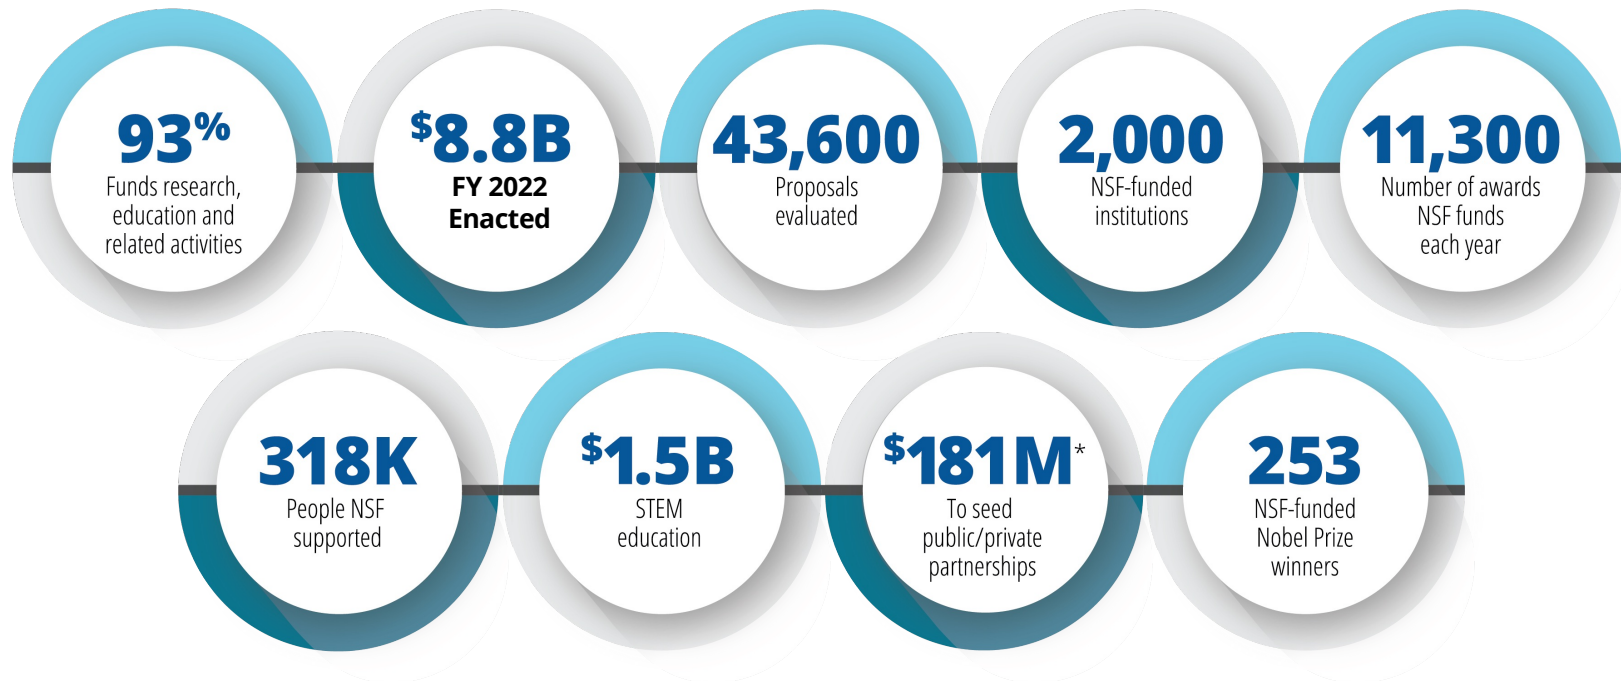 93%
Funds research,
education and
related activities
$8.8B
FY 2022
Enacted
43,600
Proposals
evaluated
2,000
NSF-funded
institutions
11,300
Number of awards
NSF funds
each year
318K
People NSF
supported
$1.5B
STEM
education
$181M*
To seed
public/private
partnerships
253
NSF-funded
Nobel Prize
winners